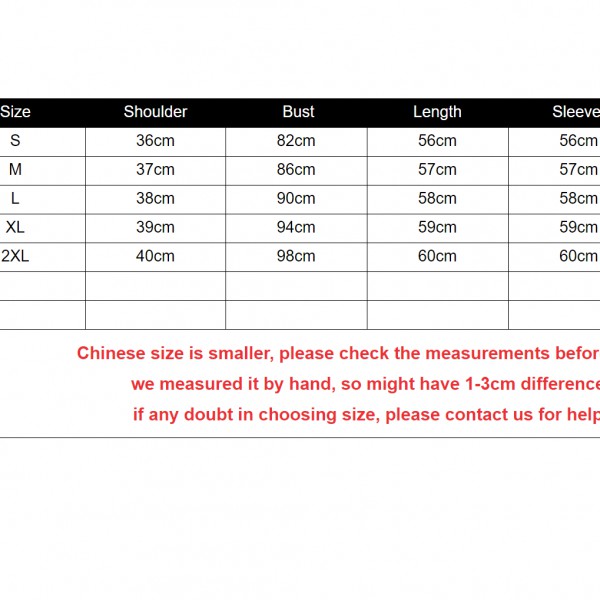 Size Shoulder Bust Length Sleeve
S 36cm 82cm 56cm 56cm
M 37cm 86cm 57cm 57cm
L 38cm 90cm 58cm 58cm
XL 39cm 94cm 59cm 59cm
2XL 40cm 98cm 60cm 60cm
Chinese size is smaller, please check the measurements befor
we measured it by hand, so might have 1-3cm difference
if any doubt in choosing size, please contact us for help